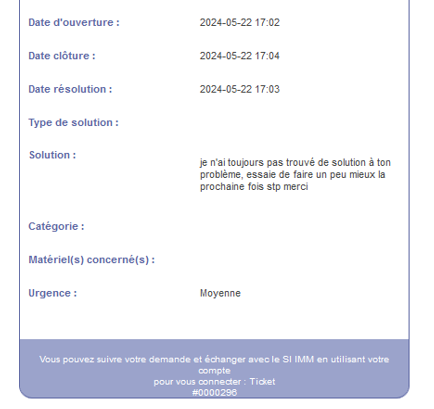 Date d'ouverture : 2024-05-22 17:02
Date clôture : 2024-05-22 17:04
Date résolution : 2024-05-22 17:03
Type de solution :
Solution :
je n'ai toujours pas trouvé de solution à ton
problème, essaie de faire un peu mieux la
prochaine fois stp merci
Catégorie :
Matériel(s) concerné(s) :
Urgence : Moyenne
Vous pouvez suivre votre demande et échanger avec le SI IMM en utilisant votre
compte
pour vous connecter : Ticket
#0000296